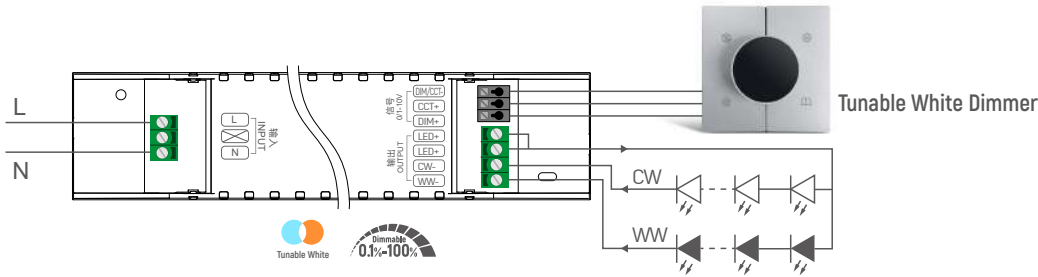 L
N
L
N
输入
INPUT
信号
0/1-10V
DIM/CCT-
CCT+
DIM+
输出
OUTPUT
LED+
LED+
CW-
WW-
Tunable White Dimmer
CW
WW
Tunable White
Dimmable
0.1%-100%